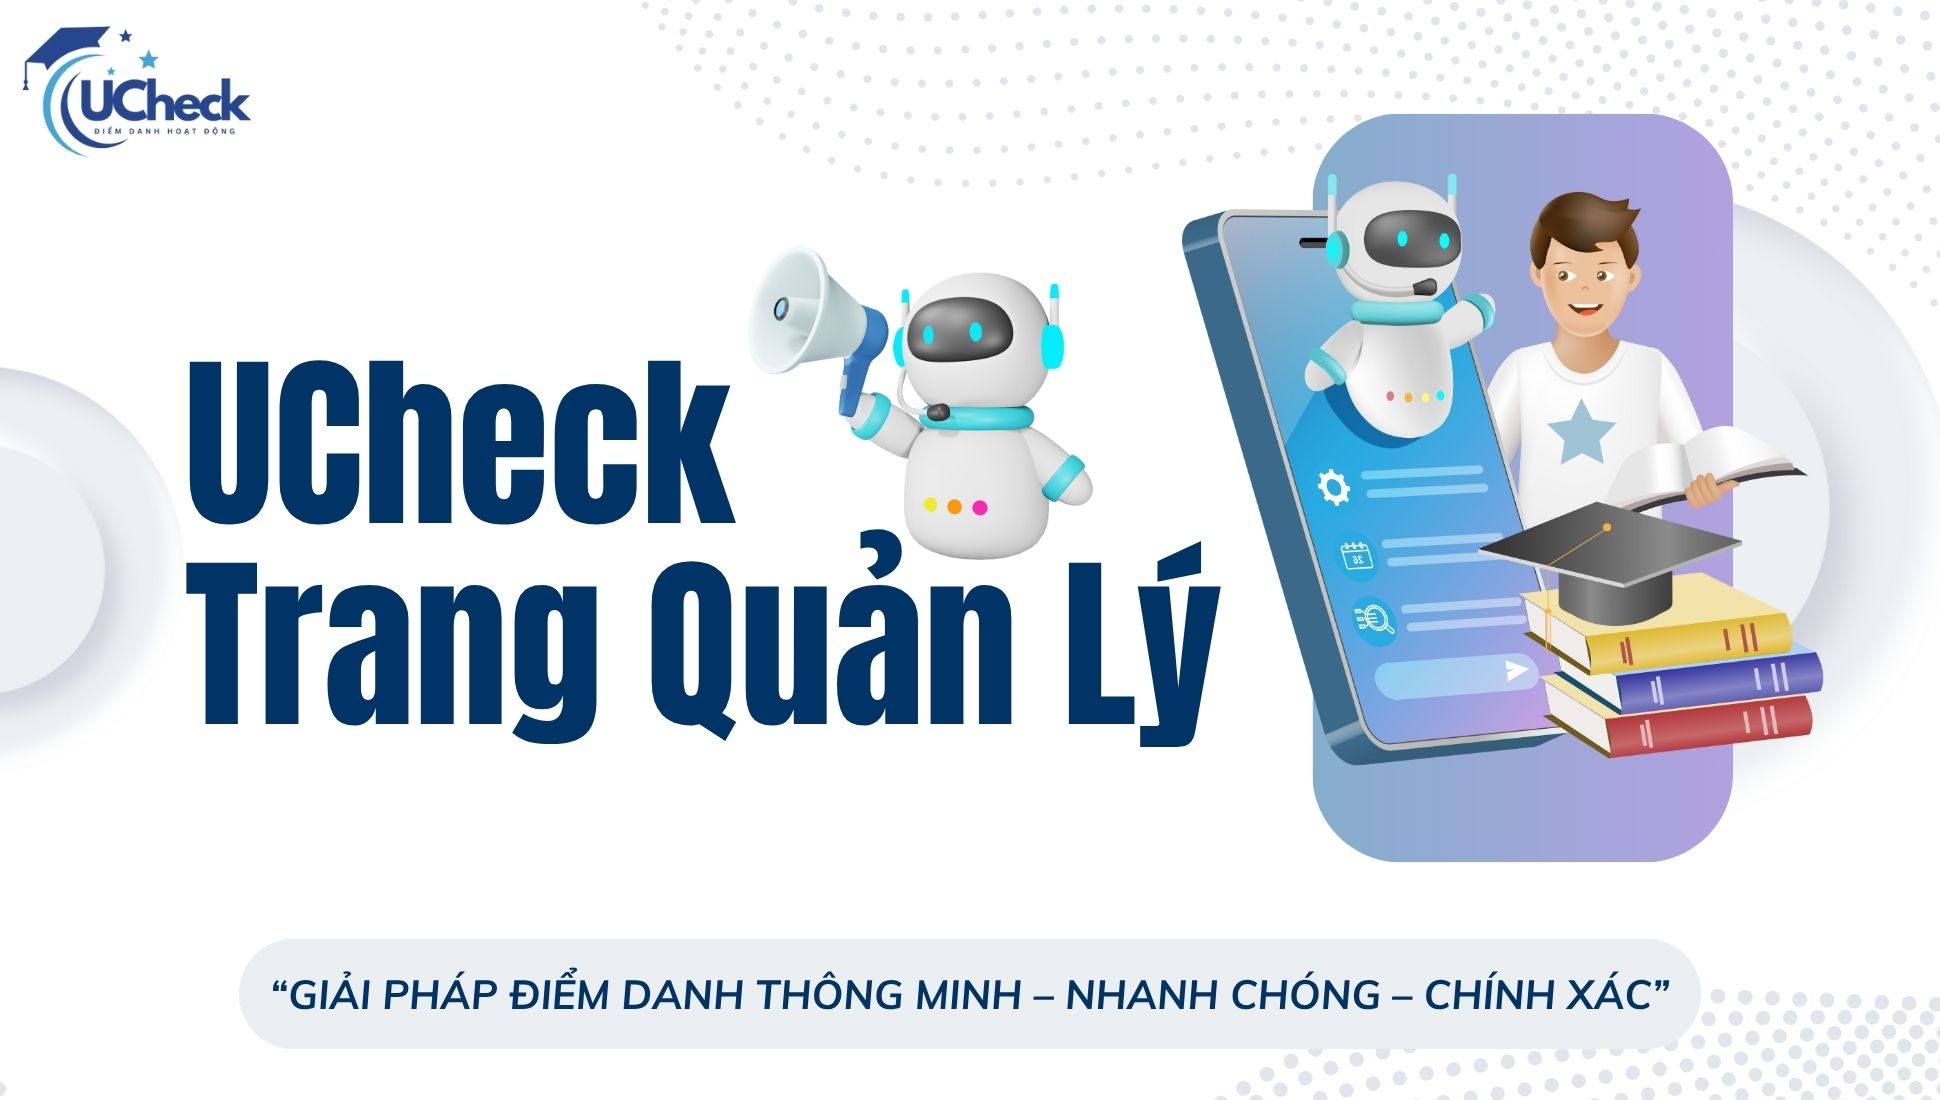 UCheck
ĐIỂM DANH HOẠT ĐỘNG
UCheck
Trang Quản Lý
26
“GIẢI PHÁP ĐIỂM DANH THÔNG MINH – NHANH CHÓNG – CHÍNH XÁC”